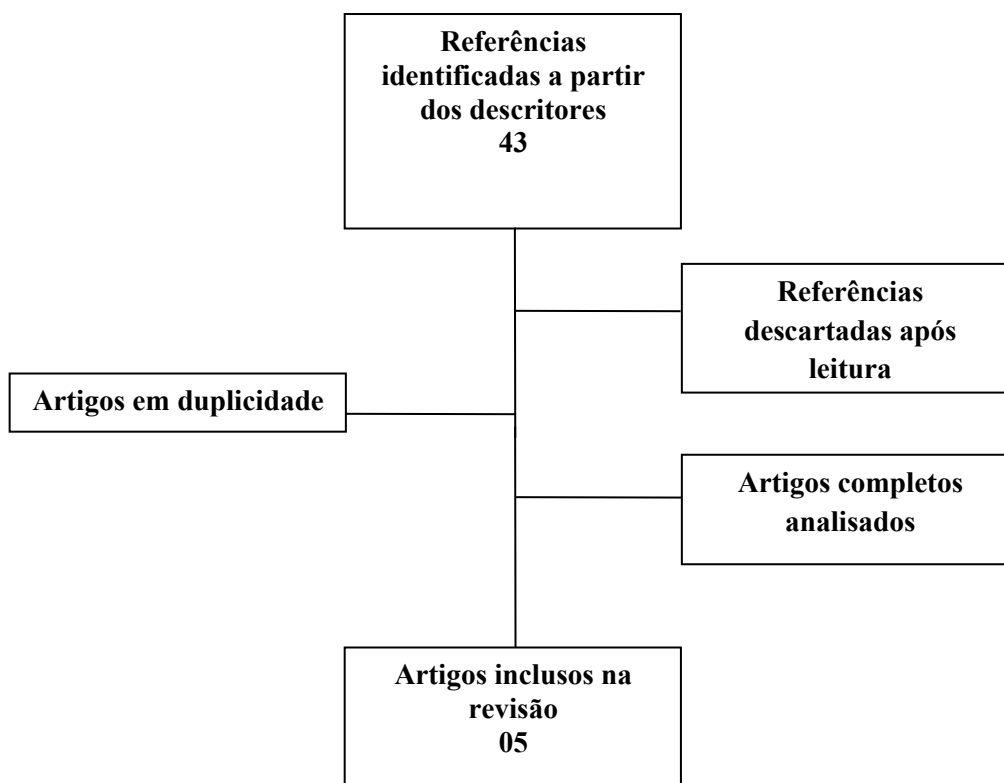 Referências
identificadas a partir
dos descritores
43
Referências
descartadas após
leitura
Artigos em duplicidade
Artigos completos
analisados
Artigos inclusos na
revisão
05